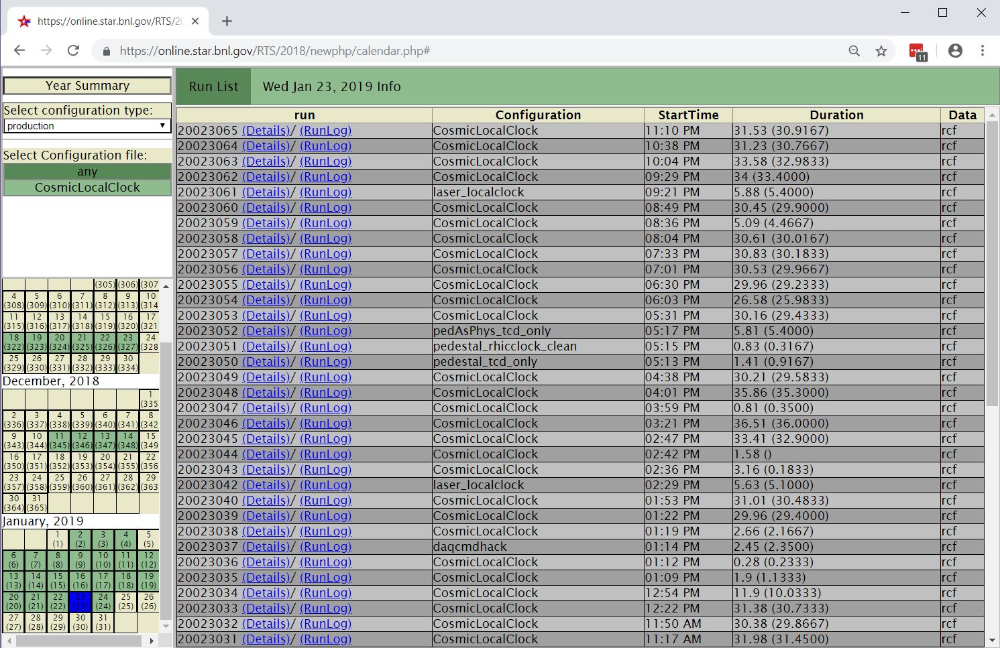 https://online.star.bnl.gov/RTS/20
https://online.star.bnl.gov/RTS/2018/newphp/calendar.php#
11
Year Summary
Select configuration type:
production
Select Configuration file:
any
CosmicLocalClock
(305) (306) (307
4 5 6 7 8 9 10
(308) (309) (310) (311) (312) (313) (314
11 12 13 14 15 16 17
(315) (316) (317) (318) (319) (320) (321
18 19 20 21 22 23 24
(322) (323) (324) (325) (326) (327) (328
25 26 27 28 29 30
(329) (330) (331) (332) (333) (334)
December, 2018
1
(335
2 3 4 5 6 7 8
(336) (337) (338) (339) (340) (341) (342
9 10 11 12 13 14 15
(343) (344) (345) (346) (347) (348) (349
16 17 18 19 20 21 22
(350) (351) (352) (353) (354) (355) (356
23 24 25 26 27 28 29
(357) (358) (359) (360) (361) (362) (363
30 31
(364) (365)
January, 2019
1 2 3 4 5
(1) (2) (3) (4) (5)
6 7 8 9 10 11 12
(6) (7) (8) (9) (10) (11) (12)
13 14 15 16 17 18 19
(13) (14) (15) (16) (17) (18) (19)
20 21 22 23 24 25 26
(20) (21) (22) (23) (24) (25) (26)
27 28 29 30 31
(27) (28) (29) (30) (31)
Run List Wed Jan 23, 2019 Info
run Configuration StartTime Duration Data
20023065 (Details)/ (RunLog) CosmicLocalClock 11:10 PM 31.53 (30.9167) rcf
20023064 (Details)/ (RunLog) CosmicLocalClock 10:38 PM 31.23 (30.7667) rcf
20023063 (Details)/ (RunLog) CosmicLocalClock 10:04 PM 33.58 (32.9833) rcf
20023062 (Details)/ (RunLog) CosmicLocalClock 09:29 PM 34 (33.4000) rcf
20023061 (Details)/ (RunLog) laser_localclock 09:21 PM 5.88 (5.4000) rcf
20023060 (Details)/ (RunLog) CosmicLocalClock 08:49 PM 30.45 (29.9000) rcf
20023059 (Details)/ (RunLog) CosmicLocalClock 08:36 PM 5.09 (4.4667) rcf
20023058 (Details)/ (RunLog) CosmicLocalClock 08:04 PM 30.61 (30.0167) rcf
20023057 (Details)/ (RunLog) CosmicLocalClock 07:33 PM 30.83 (30.1833) rcf
20023056 (Details)/ (RunLog) CosmicLocalClock 07:01 PM 30.53 (29.9667) rcf
20023055 (Details)/ (RunLog) CosmicLocalClock 06:30 PM 29.96 (29.2333) rcf
20023054 (Details)/ (RunLog) CosmicLocalClock 06:03 PM 26.58 (25.9833) rcf
20023053 (Details)/ (RunLog) CosmicLocalClock 05:31 PM 30.16 (29.4333) rcf
20023052 (Details)/ (RunLog) pedAsPhys_tcd_only 05:17 PM 5.81 (5.4000) rcf
20023051 (Details)/ (RunLog) pedestal_rhicclock_clean 05:15 PM 0.83 (0.3167) rcf
20023050 (Details)/ (RunLog) pedestal_tcd_only 05:13 PM 1.41 (0.9167) rcf
20023049 (Details)/ (RunLog) CosmicLocalClock 04:38 PM 30.21 (29.5833) rcf
20023048 (Details)/ (RunLog) CosmicLocalClock 04:01 PM 35.86 (35.3000) rcf
20023047 (Details)/ (RunLog) CosmicLocalClock 03:59 PM 0.81 (0.3500) rcf
20023046 (Details)/ (RunLog) CosmicLocalClock 03:21 PM 36.51 (36.0000) rcf
20023045 (Details)/ (RunLog) CosmicLocalClock 02:47 PM 33.41 (32.9000) rcf
20023044 (Details)/ (RunLog) CosmicLocalClock 02:42 PM 1.58 () rcf
20023043 (Details)/ (RunLog) CosmicLocalClock 02:36 PM 3.16 (0.1833) rcf
20023042 (Details)/ (RunLog) laser_localclock 02:29 PM 5.63 (5.1000) rcf
20023040 (Details)/ (RunLog) CosmicLocalClock 01:53 PM 31.01 (30.4833) rcf
20023039 (Details)/ (RunLog) CosmicLocalClock 01:22 PM 29.96 (29.4000) rcf
20023038 (Details)/ (RunLog) CosmicLocalClock 01:19 PM 2.66 (2.1667) rcf
20023037 (Details)/ (RunLog) daqcmdhack 01:14 PM 2.45 (2.3500) rcf
20023036 (Details)/ (RunLog) CosmicLocalClock 01:12 PM 0.28 (0.2333) rcf
20023035 (Details)/ (RunLog) CosmicLocalClock 01:09 PM 1.9 (1.1333) rcf
20023034 (Details)/ (RunLog) CosmicLocalClock 12:54 PM 11.9 (10.0333) rcf
20023033 (Details)/ (RunLog) CosmicLocalClock 12:22 PM 31.38 (30.7333) rcf
20023032 (Details)/ (RunLog) CosmicLocalClock 11:50 AM 30.38 (29.8667) rcf
20023031 (Details)/ (RunLog) CosmicLocalClock 11:17 AM 31.98 (31.4500) rcf